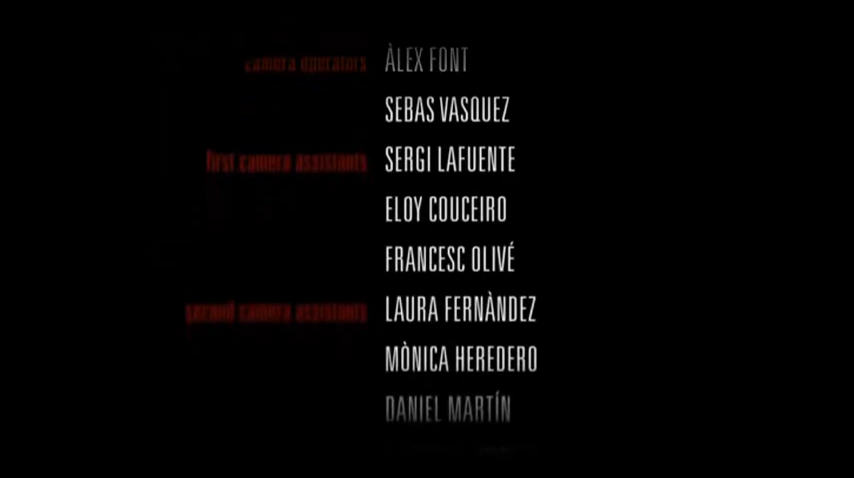 camera operators ÀLEX FONT
SEBAS VASQUEZ
first camera assistants SERGI LAFUENTE
ELOY COUCEIRO
FRANCESC OLIVÉ
second camera assistants LAURA FERNÀNDEZ
MÒNICA HEREDERO
DANIEL MARTÍN